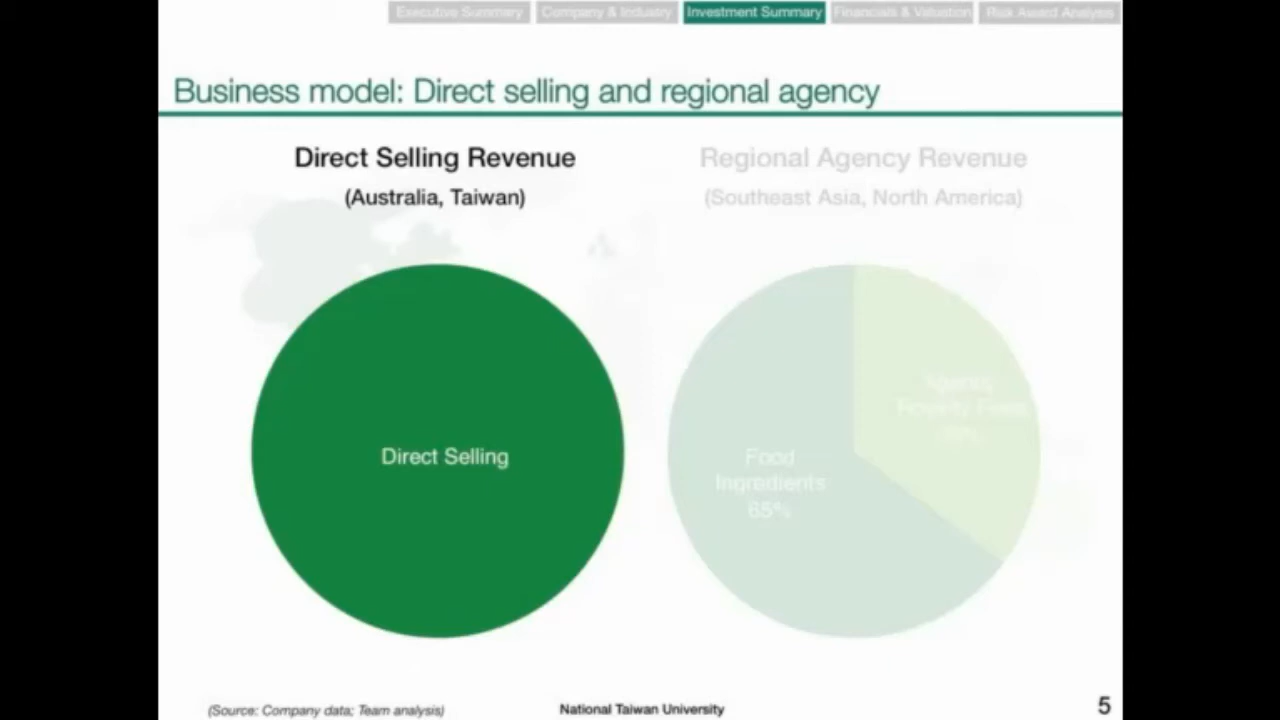 Executive Summary
Company & Industry
Investment Summary
Financials & Valuation
Risk Award Analysis
Business model: Direct selling and regional agency
Direct Selling Revenue
(Australia, Taiwan)
Regional Agency Revenue
(Southeast Asia, North America)
Direct Selling
Food
Ingredients
65%
Agency
(Source: Company data; Team analysis)
National Taiwan University
5